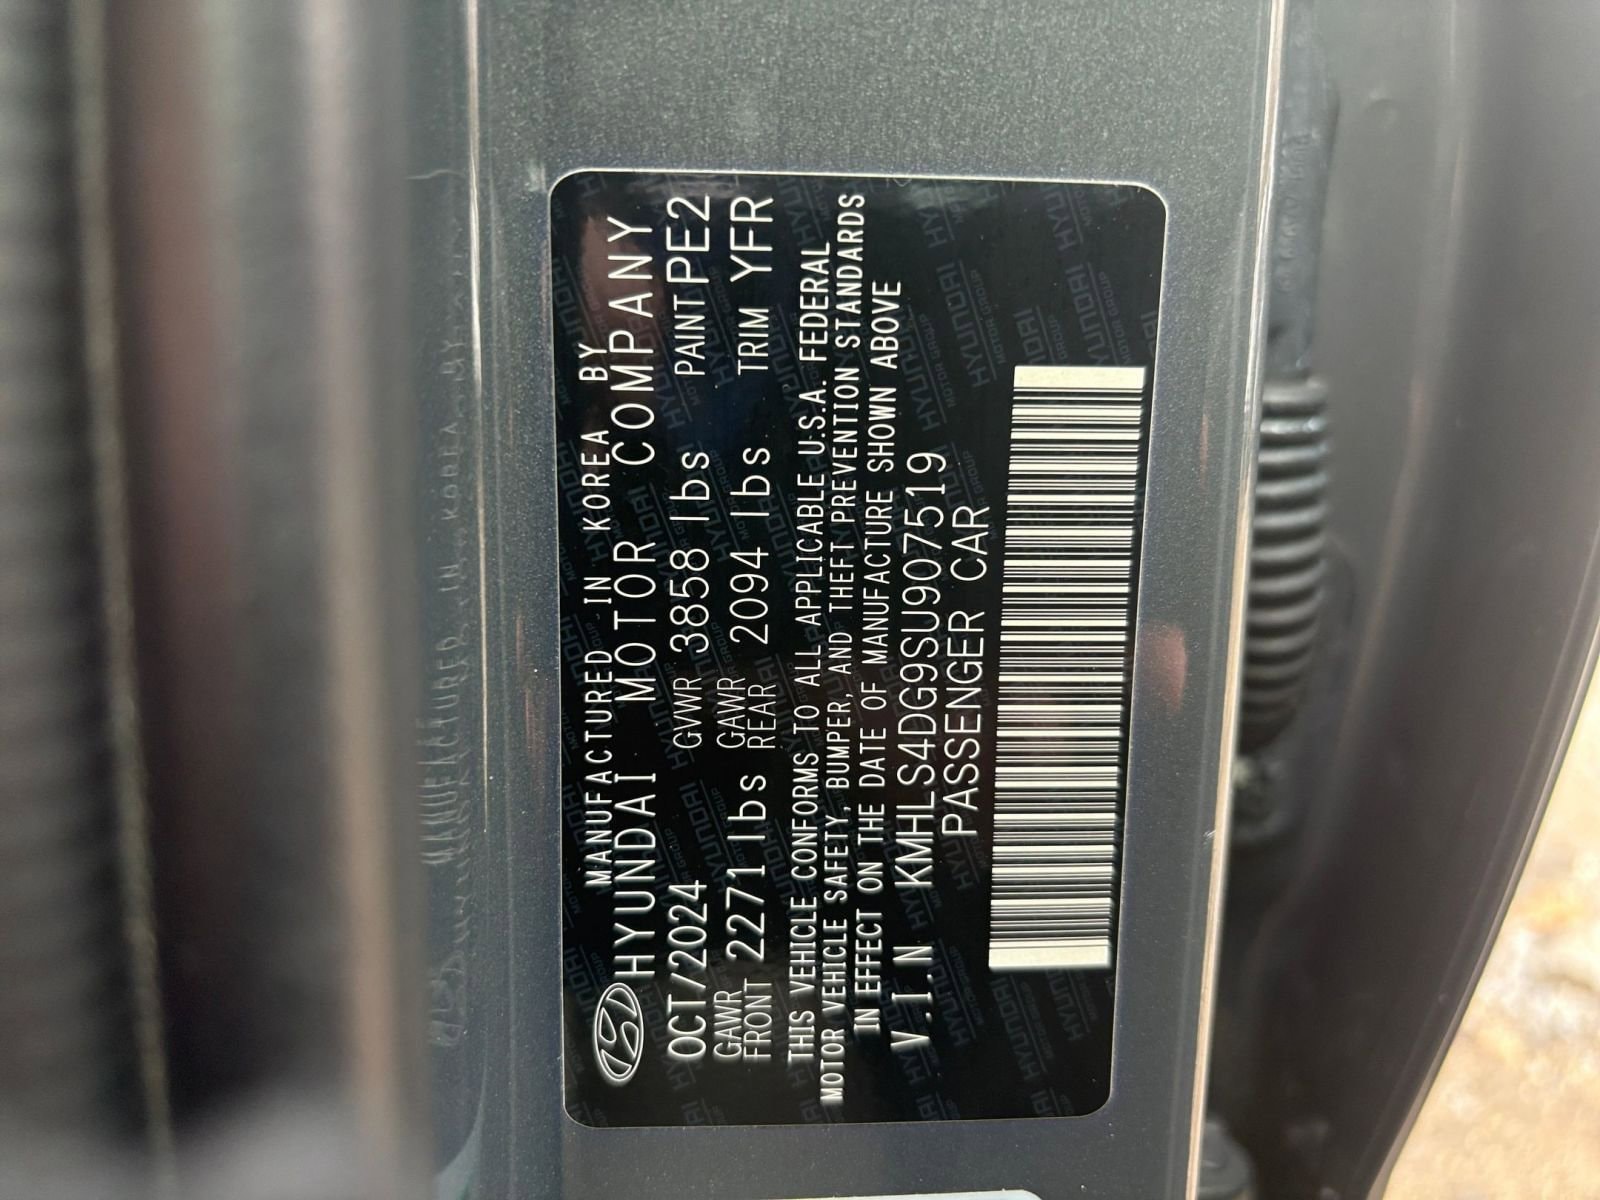 MANUFACTURED IN KOREA BY
HYUNDAI MOTOR COMPANY
OCT/2024 GVWR 3858 lbs PAINT PE2
GAWR FRONT 2271 lbs GAWR REAR 2094 lbs TRIM YFR
THIS VEHICLE CONFORMS TO ALL APPLICABLE U.S.A. FEDERAL
MOTOR VEHICLE SAFETY, BUMPER, AND THEFT PREVENTION STANDARDS
IN EFFECT ON THE DATE OF MANUFACTURE SHOWN ABOVE
V.I.N KMHLS4DG9SU907519
PASSENGER CAR